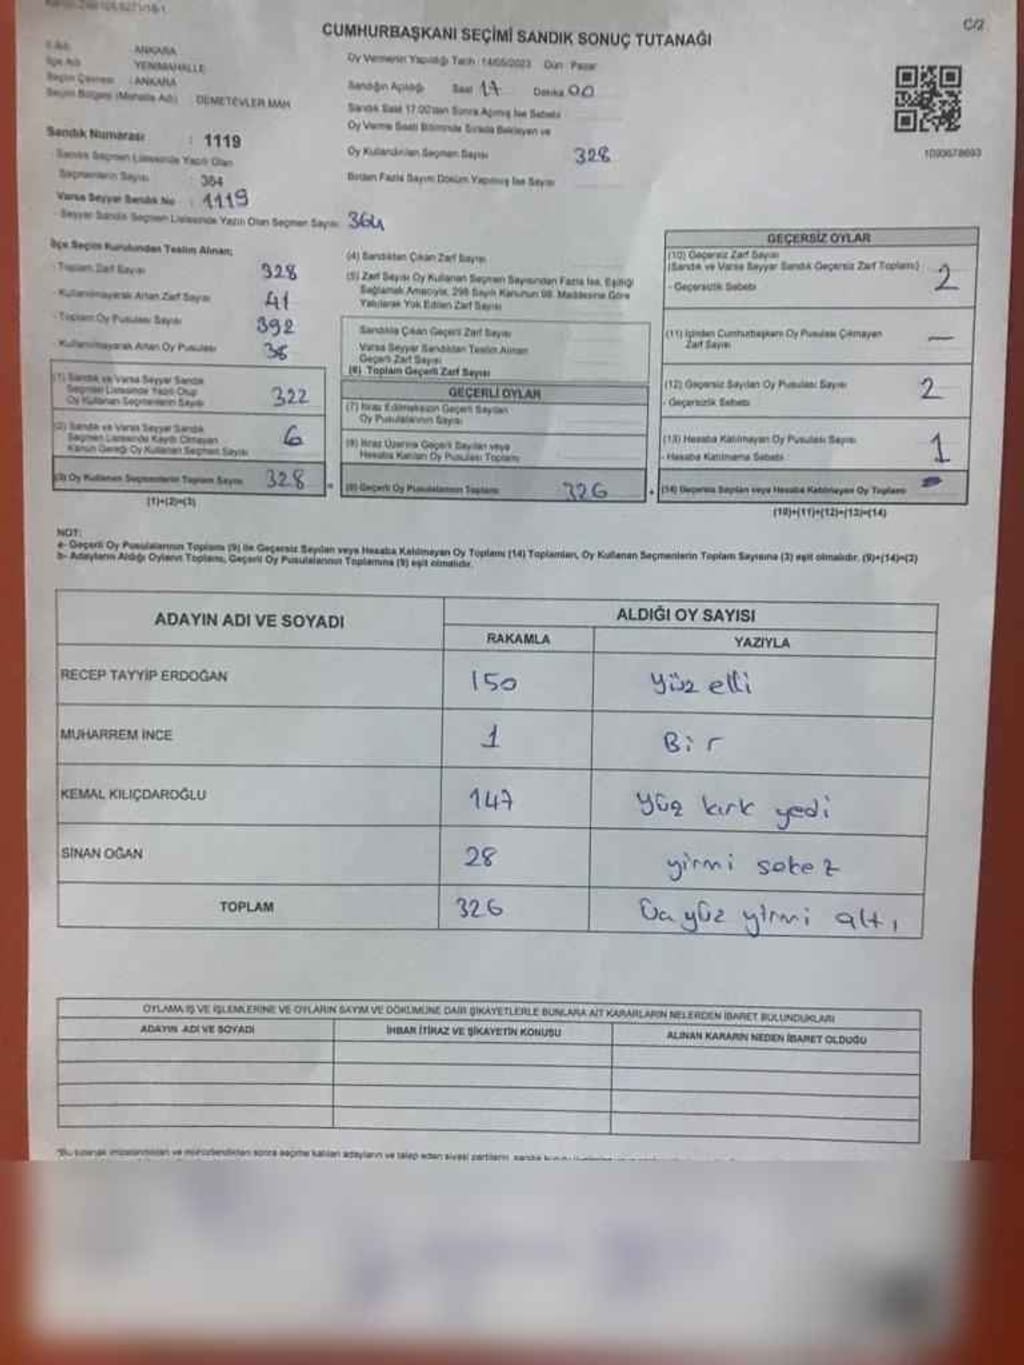 C/2
CUMHURBAŞKANI SEÇİMİ SANDIK SONUÇ TUTANAĞI
İl Adı : ANKARA
İlçe Adı : YENİMAHALLE
Seçim Çevresi : ANKARA
Seçim Bölgesi (Mahalle Adı) : DEMETEVLER MAH
Oy Vermenin Yapıldığı Tarih :14/05/2023 Gün : Pazar
Sandığın Açıldığı Saat 17 Dakika 00
Sandık Saat 17:00'dan Sonra Açılmış İse Sebebi
Oy Verme Saati Bitiminde Sırada Bekleyen ve
Oy Kullandırılan Seçmen Sayısı 328
Birden Fazla Sayım Döküm Yapılmış İse Sayısı
1090678693
Sandık Numarası : 1119
- Sandık Seçmen Listesinde Yazılı Olan
Seçmenlerin Sayısı : 364
Varsa Seyyar Sandık No : 1119
- Seyyar Sandık Seçmen Listesinde Yazılı Olan Seçmen Sayısı 364
İlçe Seçim Kurulundan Teslim Alınan;
- Toplam Zarf Sayısı 328
- Kullanılmayarak Artan Zarf Sayısı 41
- Toplam Oy Pusulası Sayısı 392
- Kullanılmayarak Artan Oy Pusulası 36
(1) Sandık ve Varsa Seyyar Sandık
Seçmen Listesinde Yazılı Olup
Oy Kullanan Seçmenlerin Sayısı 322
(2) Sandık ve Varsa Seyyar Sandık
Seçmen Listesinde Kaydı Olmayan
Kanun Gereği Oy Kullanan Seçmen Sayısı 6
(3) Oy Kullanan Seçmenlerin Toplam Sayısı 328
(1)+(2)=(3)
(4) Sandıktan Çıkan Zarf Sayısı
(5) Zarf Sayısı Oy Kullanan Seçmen Sayısından Fazla İse, Eşitliği
Sağlamak Amacıyla, 298 Sayılı Kanunun 98. Maddesine Göre
Yakılarak Yok Edilen Zarf Sayısı
Sandıkta Çıkan Geçerli Zarf Sayısı
Varsa Seyyar Sandıktan Teslim Alınan
Geçerli Zarf Sayısı
(6) Toplam Geçerli Zarf Sayısı
GEÇERLİ OYLAR
(7) İtiraz Edilmeksizin Geçerli Sayılan
Oy Pusulalarının Sayısı
(8) İtiraz Üzerine Geçerli Sayılan veya
Hesaba Katılan Oy Pusulası Toplamı
(9) Geçerli Oy Pusulalarının Toplamı 326
GEÇERSİZ OYLAR
(10) Geçersiz Zarf Sayısı
(Sandık ve Varsa Seyyar Sandık Geçersiz Zarf Toplamı) 2
- Geçersizlik Sebebi
(11) İçinden Cumhurbaşkanı Oy Pusulası Çıkmayan
Zarf Sayısı —
(12) Geçersiz Sayılan Oy Pusulası Sayısı 2
- Geçersizlik Sebebi
(13) Hesaba Katılmayan Oy Pusulası Sayısı 1
- Hesaba Katılmama Sebebi
(14) Geçersiz Sayılan veya Hesaba Katılmayan Oy Toplamı
(10)+(11)+(12)+(13)=(14)
NOT:
a- Geçerli Oy Pusulalarının Toplamı (9) ile Geçersiz Sayılan veya Hesaba Katılmayan Oy Toplamı (14) Toplamları, Oy Kullanan Seçmenlerin Toplam Sayısına (3) eşit olmalıdır. (9)+(14)=(3)
b- Adayların Aldığı Oyların Toplamı, Geçerli Oy Pusulalarının Toplamına (9) eşit olmalıdır.
ADAYIN ADI VE SOYADI
ALDIĞI OY SAYISI
RAKAMLA YAZIYLA
RECEP TAYYİP ERDOĞAN 150 yüz elli
MUHARREM İNCE 1 Bir
KEMAL KILIÇDAROĞLU 147 yüz kırk yedi
SİNAN OĞAN 28 yirmi sekez
TOPLAM 326 üç yüz yirmi altı
OYLAMA İŞ VE İŞLEMLERİNE VE OYLARIN SAYIM VE DÖKÜMÜNE DAİR ŞİKAYETLERLE BUNLARA AİT KARARLARIN NELERDEN İBARET BULUNDUKLARI
ADAYIN ADI VE SOYADI İHBAR İTİRAZ VE ŞİKAYETİN KONUSU ALINAN KARARIN NEDEN İBARET OLDUĞU